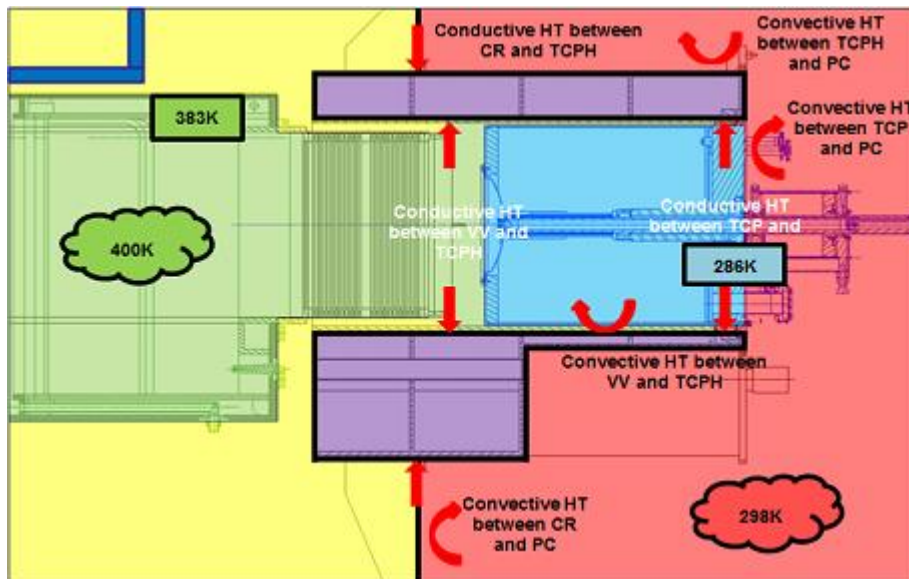 Conductive HT between
CR and TCPH
Convective HT
between TCPH
and PC
383K
Convective HT
between TCP
and PC
Conductive HT
between VV and
TCPH
Conductive HT
between TCP and
400K
286K
Convective HT between
VV and TCPH
Convective HT
between CR
and PC
298K